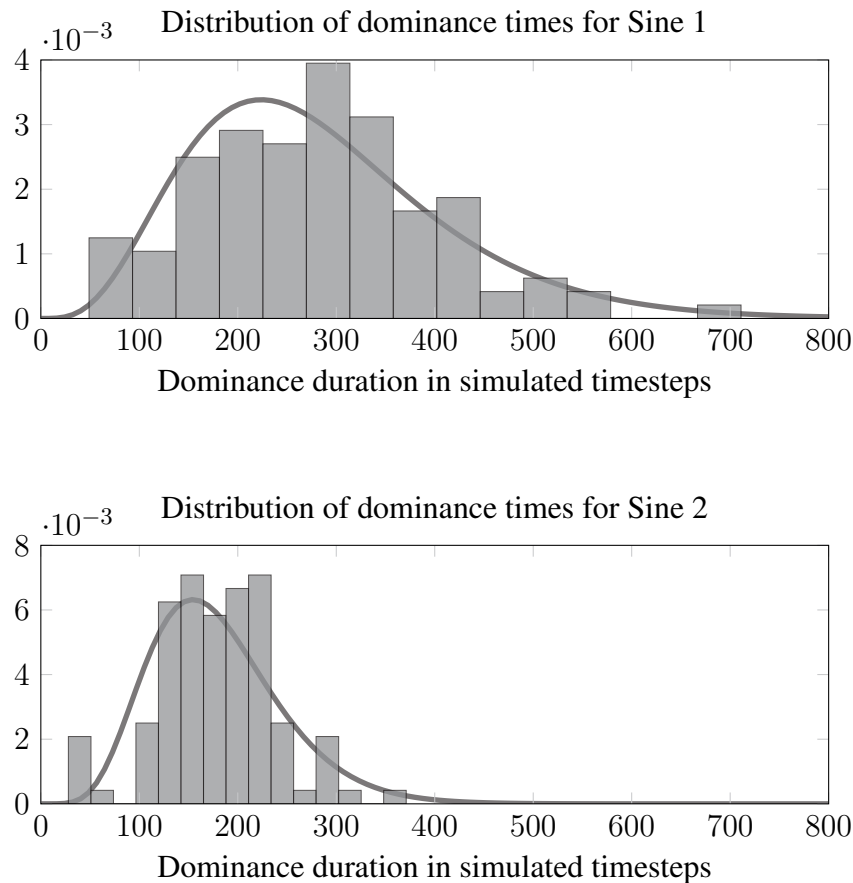 Distribution of dominance times for Sine 1
·10⁻³
4
3
2
1
0
0 100 200 300 400 500 600 700 800
Dominance duration in simulated timesteps
Distribution of dominance times for Sine 2
·10⁻³
8
6
4
2
0
0 100 200 300 400 500 600 700 800
Dominance duration in simulated timesteps